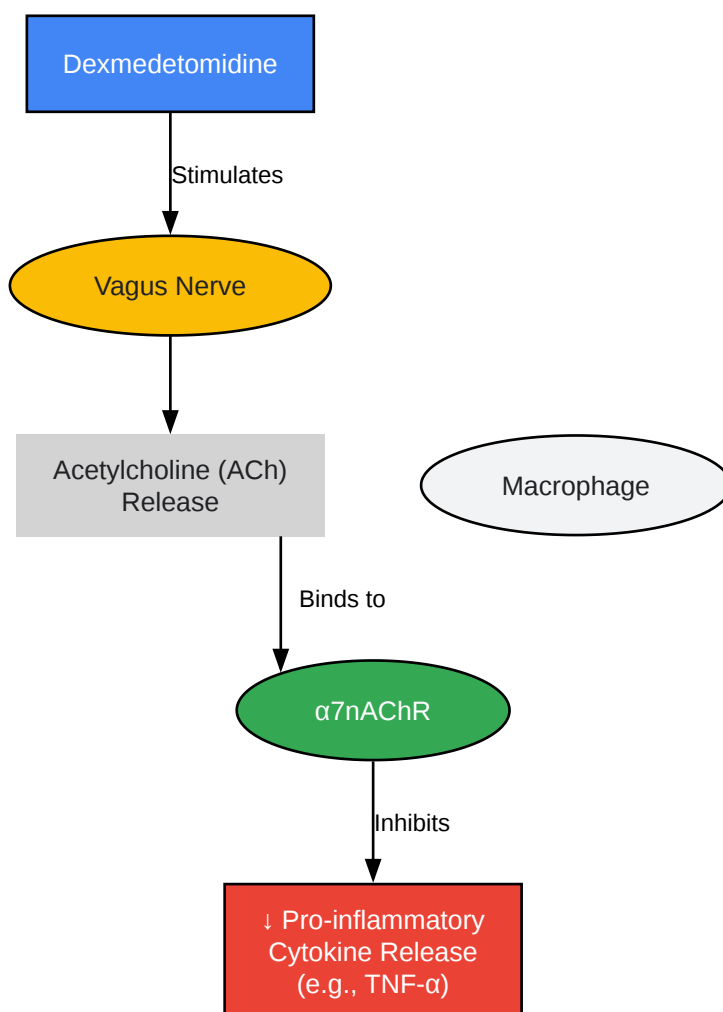 Dexmedetomidine
Stimulates
Vagus Nerve
Acetylcholine (ACh)
Release
Macrophage
Binds to
α7nAChR
Inhibits
↓ Pro-inflammatory
Cytokine Release
(e.g., TNF-α)